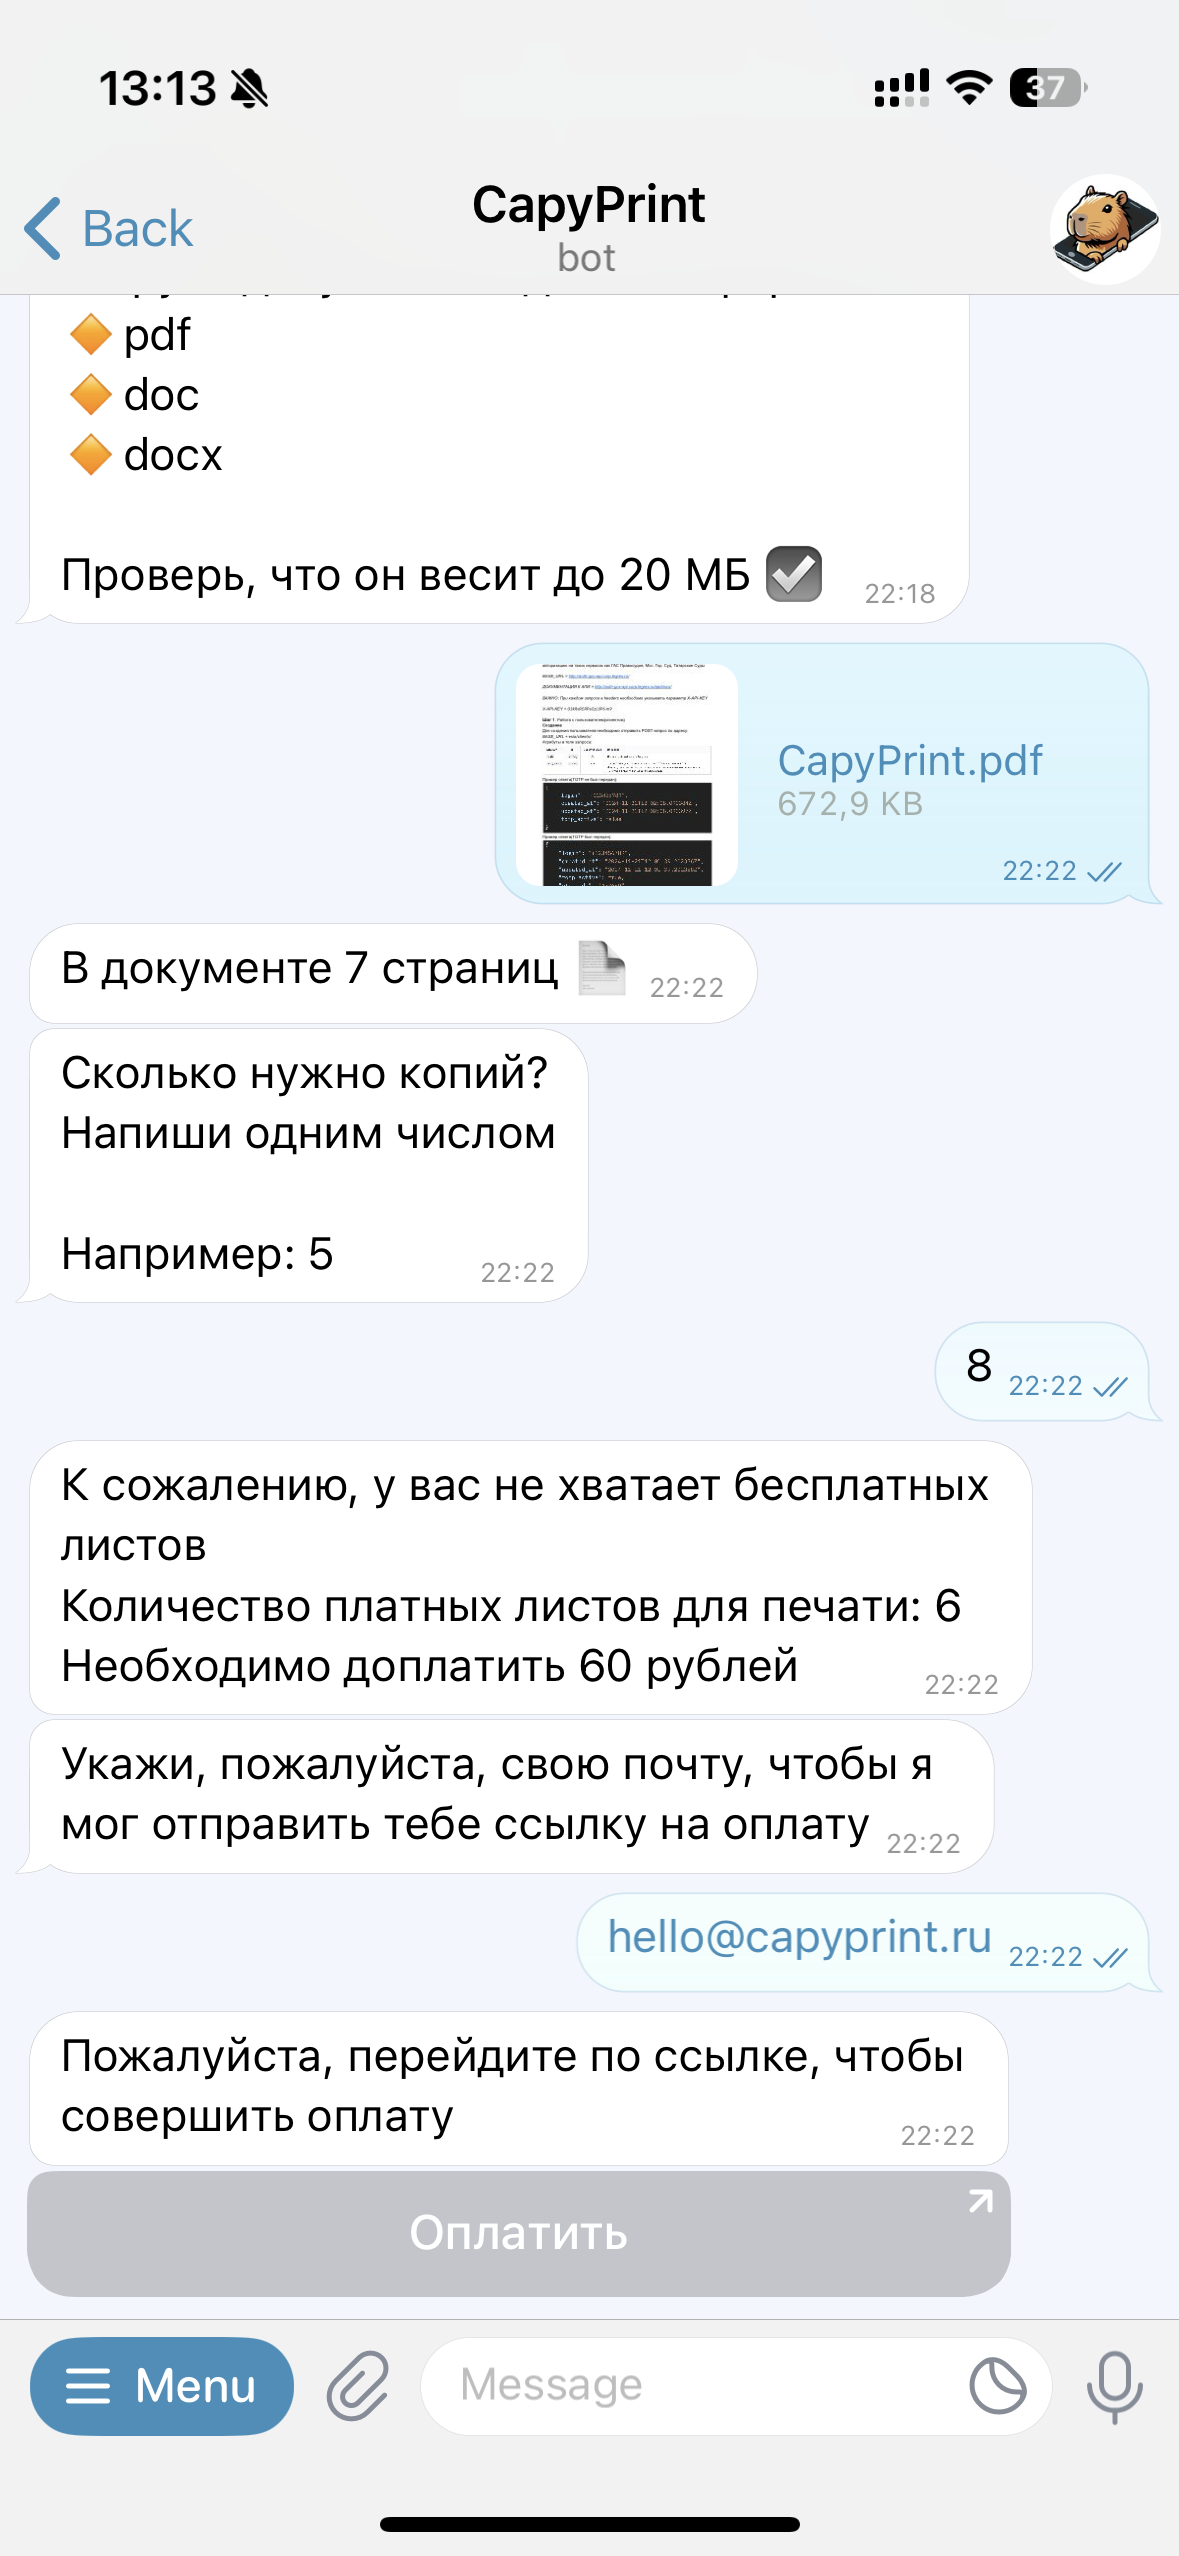 13:13
37
Back
CapyPrint
bot
pdf
doc
docx
Проверь, что он весит до 20 МБ
22:18
CapyPrint.pdf
672,9 KB
22:22
В документе 7 страниц
22:22
Сколько нужно копий?
Напиши одним числом
Например: 5
22:22
8
22:22
К сожалению, у вас не хватает бесплатных
листов
Количество платных листов для печати: 6
Необходимо доплатить 60 рублей
22:22
Укажи, пожалуйста, свою почту, чтобы я
мог отправить тебе ссылку на оплату
22:22
hello@capyprint.ru
22:22
Пожалуйста, перейдите по ссылке, чтобы
совершить оплату
22:22
Оплатить
Menu
Message